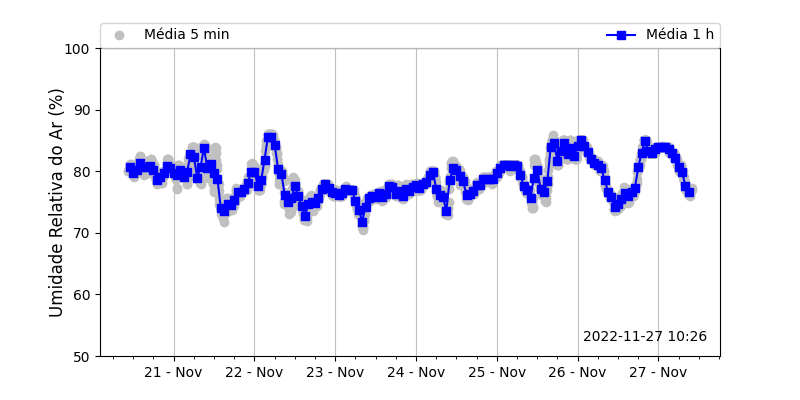 Média 5 min
Média 1 h
100
90
80
70
60
50
Umidade Relativa do Ar (%)
2022-11-27 10:26
21 - Nov
22 - Nov
23 - Nov
24 - Nov
25 - Nov
26 - Nov
27 - Nov